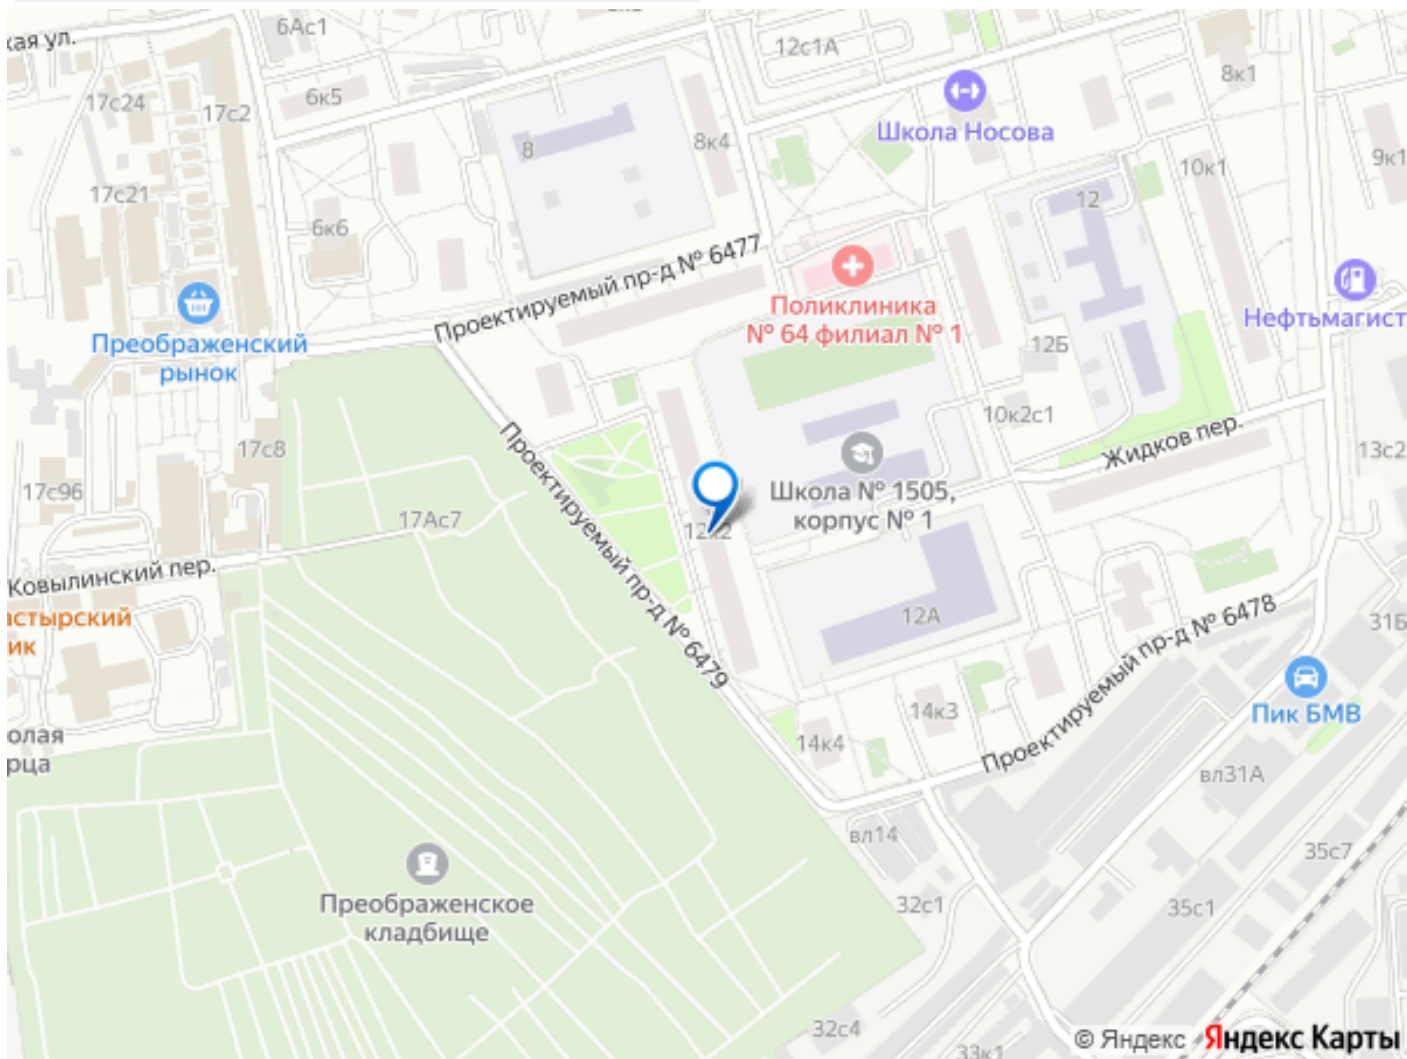 6Ас1
ая ул.
12с1А
8к1
17с24
17с2
6к5
Школа Носова
8
8к4
9к1
17с21
10к1
12
6к6
Проектируемый пр-д № 6477
Поликлиника
№ 64 филиал № 1
Нефтьмагист
Преображенский
рынок
12Б
10к2с1
Жидков пер.
17с8
13с2
17с96
17Ас7
Школа № 1505,
корпус № 1
Проектируемый пр-д № 6479
Ковылинский пер.
астырский
ик
12А
31Б
Проектируемый пр-д № 6478
14к3
Пик БМВ
олая
рца
14к4
вл31А
вл14
35с7
Преображенское
кладбище
32с1
35с1
32с4
33к1
© Яндекс Яндекс Карты